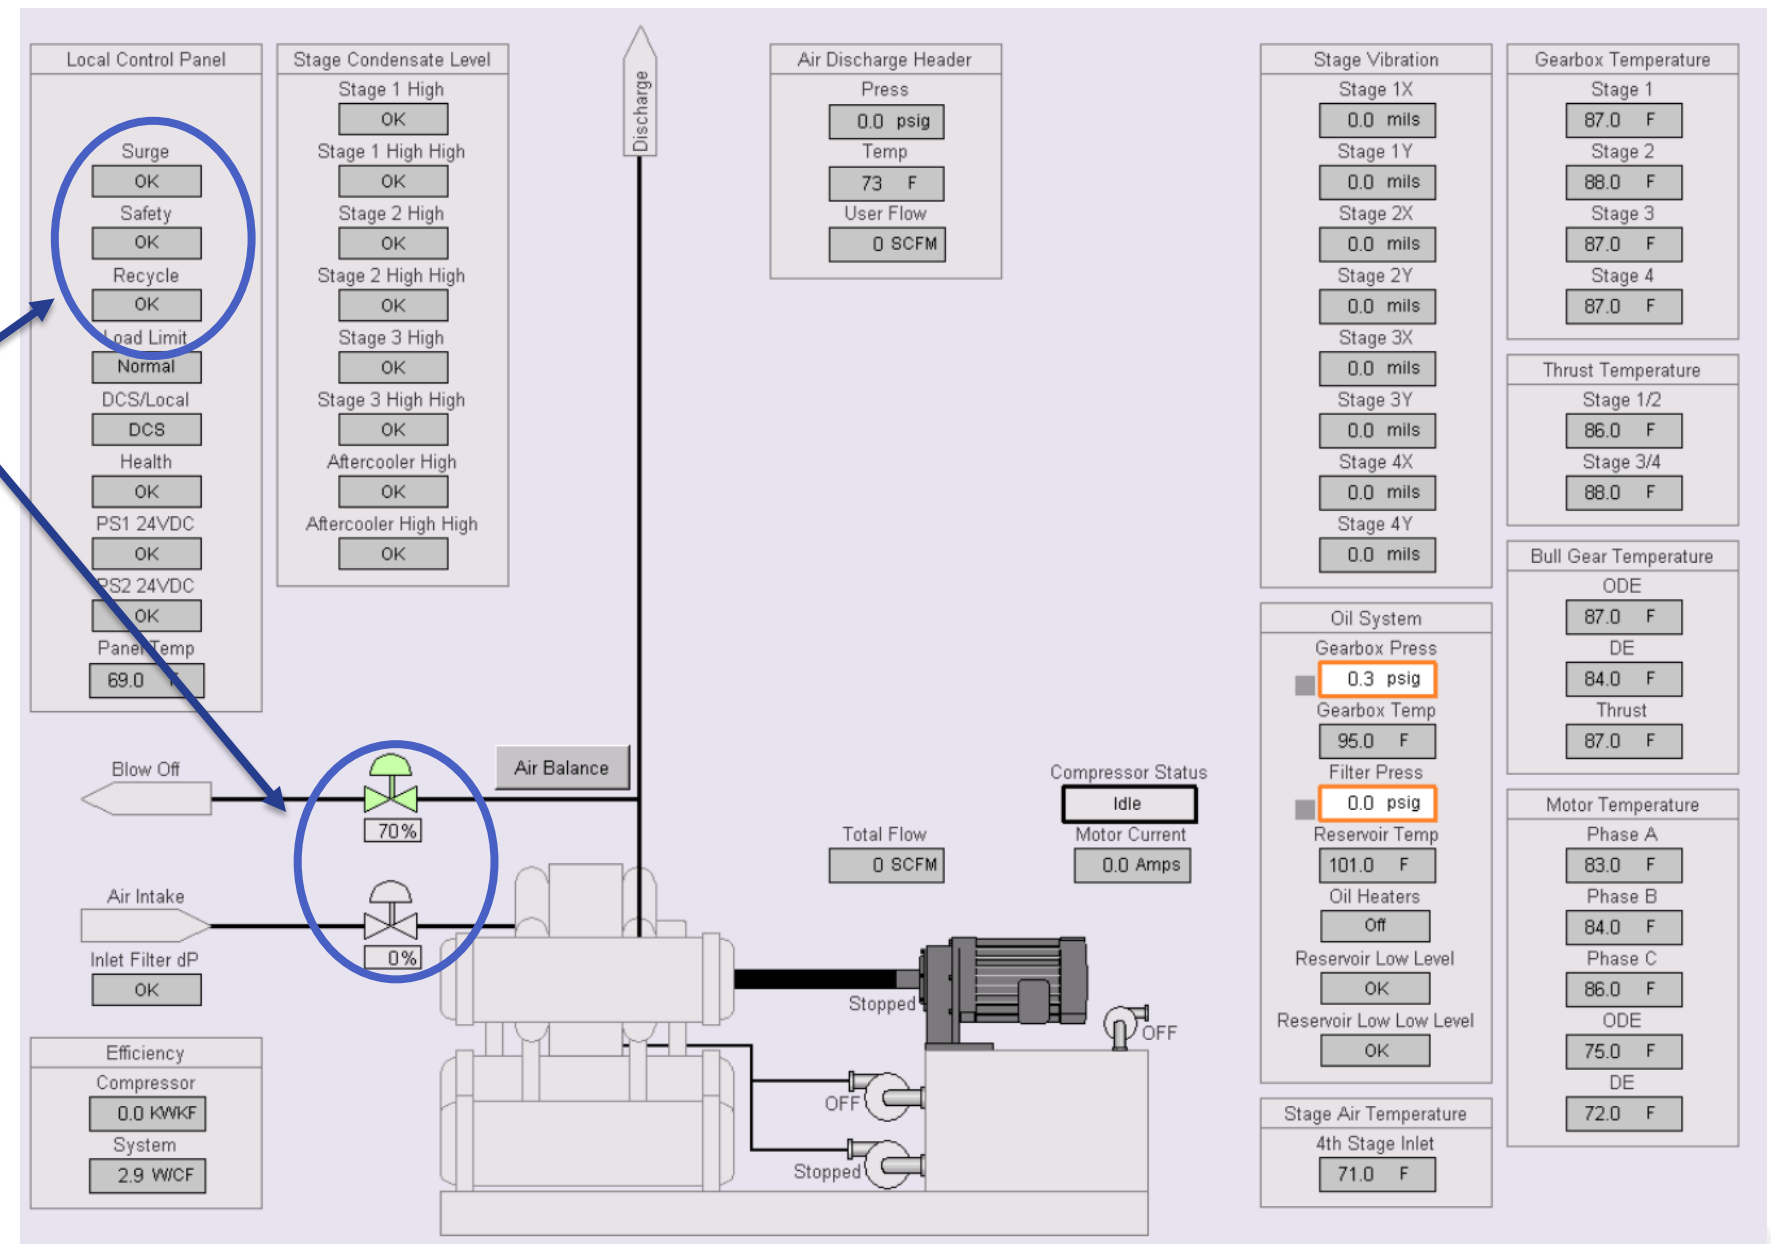 Local Control Panel
Surge
OK
Safety
OK
Recycle
OK
Load Limit
Normal
DCS/Local
DCS
Health
OK
PS1 24VDC
OK
PS2 24VDC
OK
Panel Temp
69.0 F
Stage Condensate Level
Stage 1 High
OK
Stage 1 High High
OK
Stage 2 High
OK
Stage 2 High High
OK
Stage 3 High
OK
Stage 3 High High
OK
Aftercooler High
OK
Aftercooler High High
OK
Discharge
Air Discharge Header
Press
0.0 psig
Temp
73 F
User Flow
0 SCFM
Stage Vibration
Stage 1X
0.0 mils
Stage 1Y
0.0 mils
Stage 2X
0.0 mils
Stage 2Y
0.0 mils
Stage 3X
0.0 mils
Stage 3Y
0.0 mils
Stage 4X
0.0 mils
Stage 4Y
0.0 mils
Gearbox Temperature
Stage 1
87.0 F
Stage 2
88.0 F
Stage 3
87.0 F
Stage 4
87.0 F
Thrust Temperature
Stage 1/2
86.0 F
Stage 3/4
88.0 F
Bull Gear Temperature
ODE
87.0 F
DE
84.0 F
Thrust
87.0 F
Oil System
Gearbox Press
0.3 psig
Gearbox Temp
95.0 F
Filter Press
0.0 psig
Reservoir Temp
101.0 F
Oil Heaters
Off
Reservoir Low Level
OK
Reservoir Low Low Level
OK
Motor Temperature
Phase A
83.0 F
Phase B
84.0 F
Phase C
86.0 F
ODE
75.0 F
DE
72.0 F
Stage Air Temperature
4th Stage Inlet
71.0 F
Blow Off
70%
Air Balance
Air Intake
0%
Inlet Filter dP
OK
Total Flow
0 SCFM
Compressor Status
Idle
Motor Current
0.0 Amps
Stopped
OFF
OFF
Stopped
Efficiency
Compressor
0.0 KWKF
System
2.9 W/CF